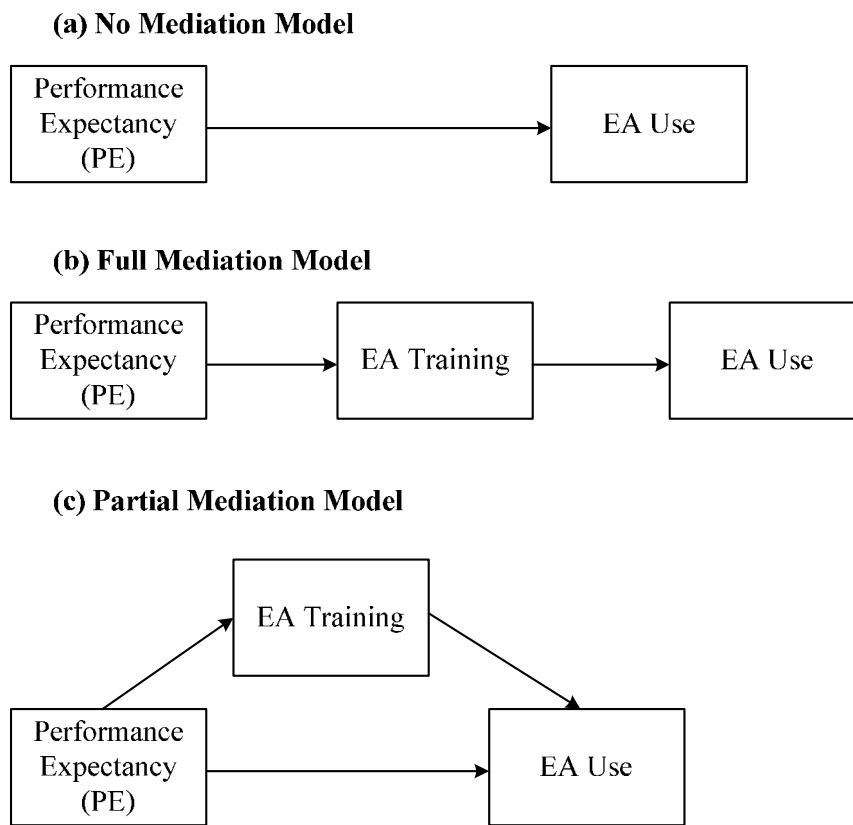 (a) No Mediation Model
Performance
Expectancy
(PE)
EA Use
(b) Full Mediation Model
Performance
Expectancy
(PE)
EA Training
EA Use
(c) Partial Mediation Model
EA Training
Performance
Expectancy
(PE)
EA Use